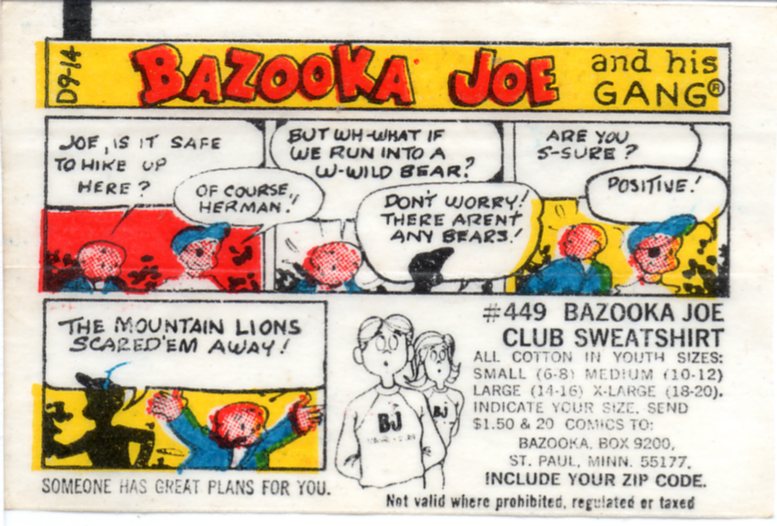 D9-14
BAZOOKA JOE
and his
GANG®
JOE, IS IT SAFE
TO HIKE UP
HERE?
OF COURSE,
HERMAN!
BUT WH-WHAT IF
WE RUN INTO A
W-WILD BEAR?
DON'T WORRY!
THERE AREN'T
ANY BEARS!
ARE YOU
S-SURE?
POSITIVE!
THE MOUNTAIN LIONS
SCARED 'EM AWAY!
SOMEONE HAS GREAT PLANS FOR YOU.
BJ
BJ
#449 BAZOOKA JOE
CLUB SWEATSHIRT
ALL COTTON IN YOUTH SIZES:
SMALL (6-8) MEDIUM (10-12)
LARGE (14-16) X-LARGE (18-20).
INDICATE YOUR SIZE. SEND
$1.50 & 20 COMICS TO:
BAZOOKA, BOX 9200,
ST. PAUL, MINN. 55177.
INCLUDE YOUR ZIP CODE.
Not valid where prohibited, regulated or taxed